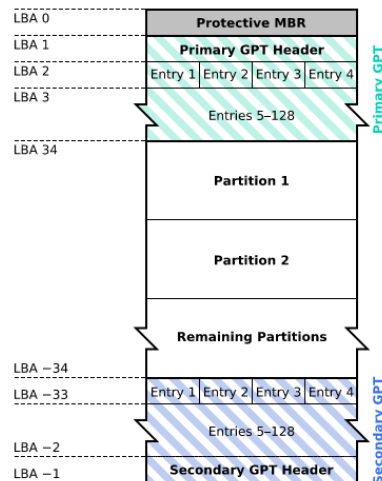 LBA 0
Protective MBR
LBA 1
Primary GPT Header
LBA 2
Entry 1 Entry 2 Entry 3 Entry 4
LBA 3
Entries 5–128
Primary GPT
LBA 34
Partition 1
Partition 2
Remaining Partitions
LBA −34
Entry 1 Entry 2 Entry 3 Entry 4
LBA −33
Entries 5–128
LBA −2
Secondary GPT Header
LBA −1
Secondary GPT